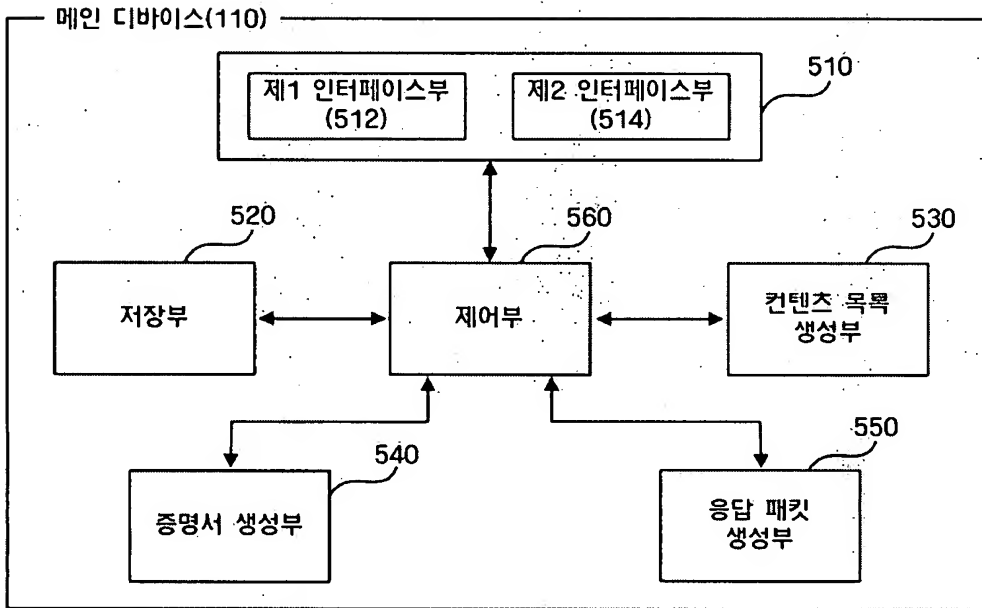 메인 디바이스(110)
510
제1 인터페이스부
(512)
제2 인터페이스부
(514)
520
560
530
저장부
제어부
컨텐츠 목록
생성부
540
550
증명서 생성부
응답 패킷
생성부